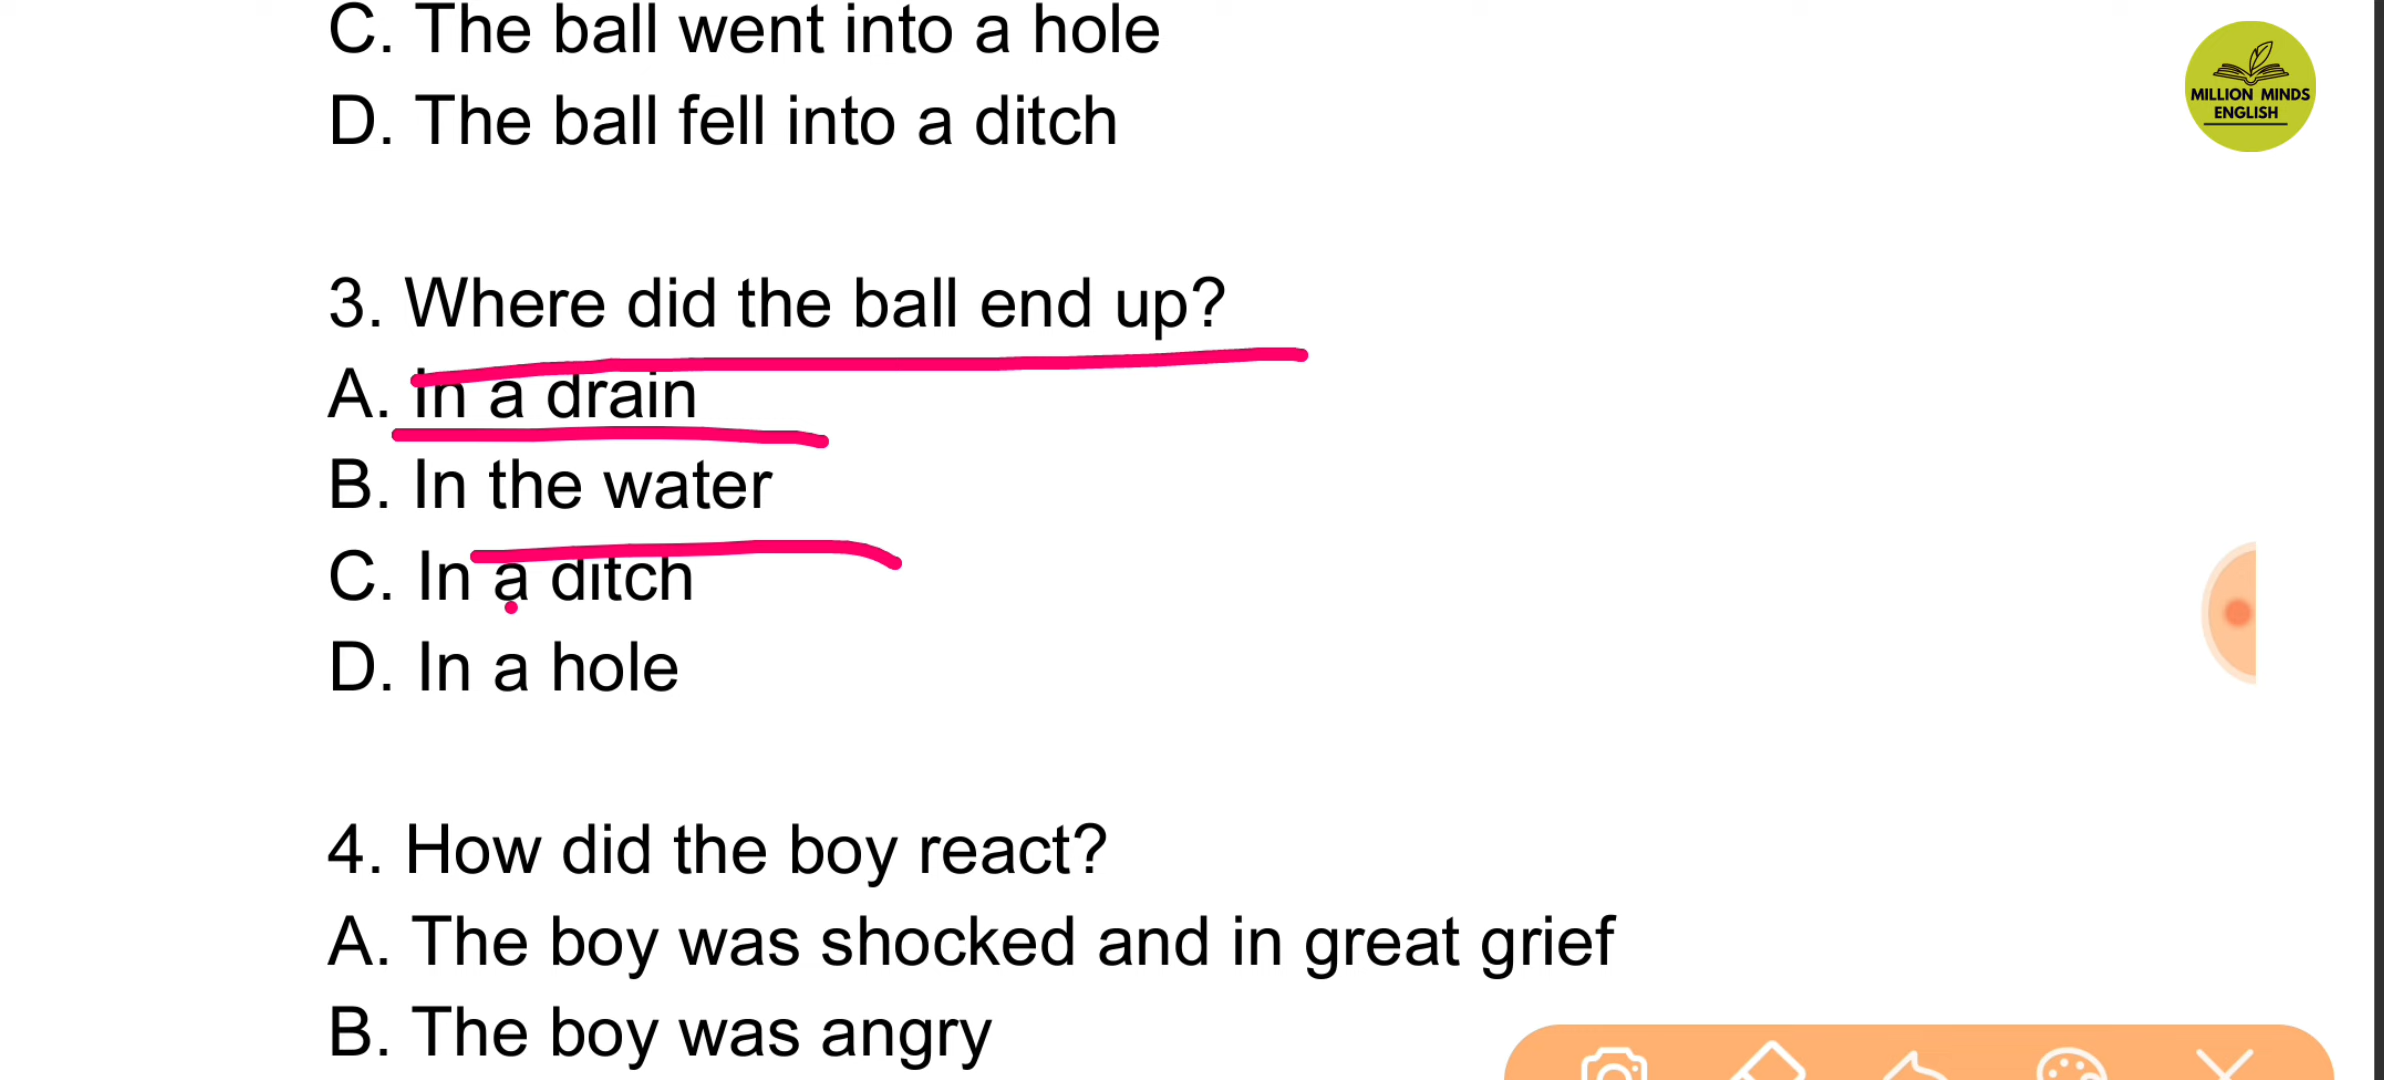 C. The ball went into a hole
D. The ball fell into a ditch
MILLION MINDS
ENGLISH
3. Where did the ball end up?
A. In a drain
B. In the water
C. In a ditch
D. In a hole
4. How did the boy react?
A. The boy was shocked and in great grief
B. The boy was angry